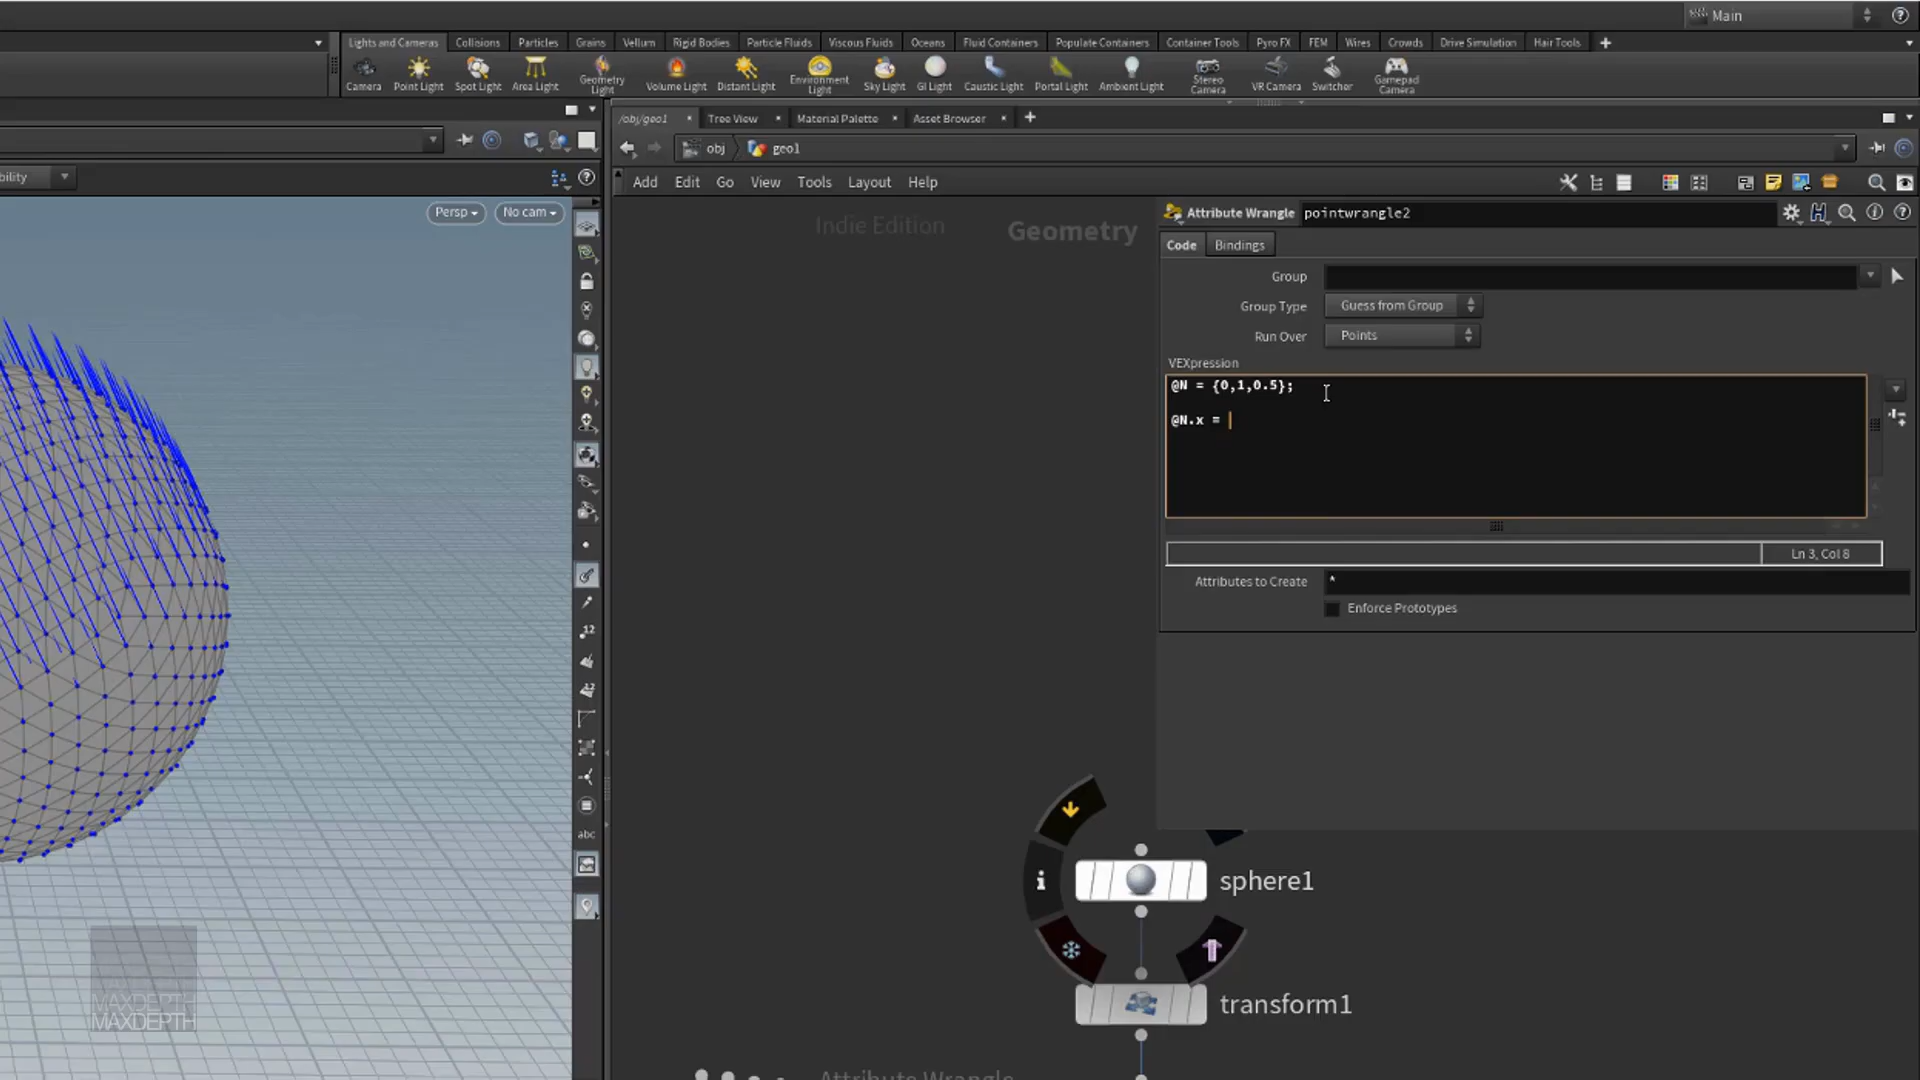 Main
Lights and Cameras Collisions Particles Grains Vellum Rigid Bodies Particle Fluids Viscous Fluids Oceans Fluid Containers Populate Containers Container Tools Pyro FX FEM Wires Crowds Drive Simulation Hair Tools
Camera Point Light Spot Light Area Light Geometry Light Volume Light Distant Light Environment Light Sky Light GI Light Caustic Light Portal Light Ambient Light Stereo Camera VR Camera Switcher Gamepad Camera
/obj/geo1 Tree View Material Palette Asset Browser
obj geo1
bility
Add Edit Go View Tools Layout Help
Persp No cam
Indie Edition Geometry
Attribute Wrangle pointwrangle2
Code Bindings
Group
Group Type Guess from Group
Run Over Points
VEXpression
@N = {0,1,0.5};
@N.x =
Ln 3, Col 8
Attributes to Create *
Enforce Prototypes
12
12
abc
sphere1
transform1
Attribute Wrangle
MAXDEPTH
MAXDEPTH